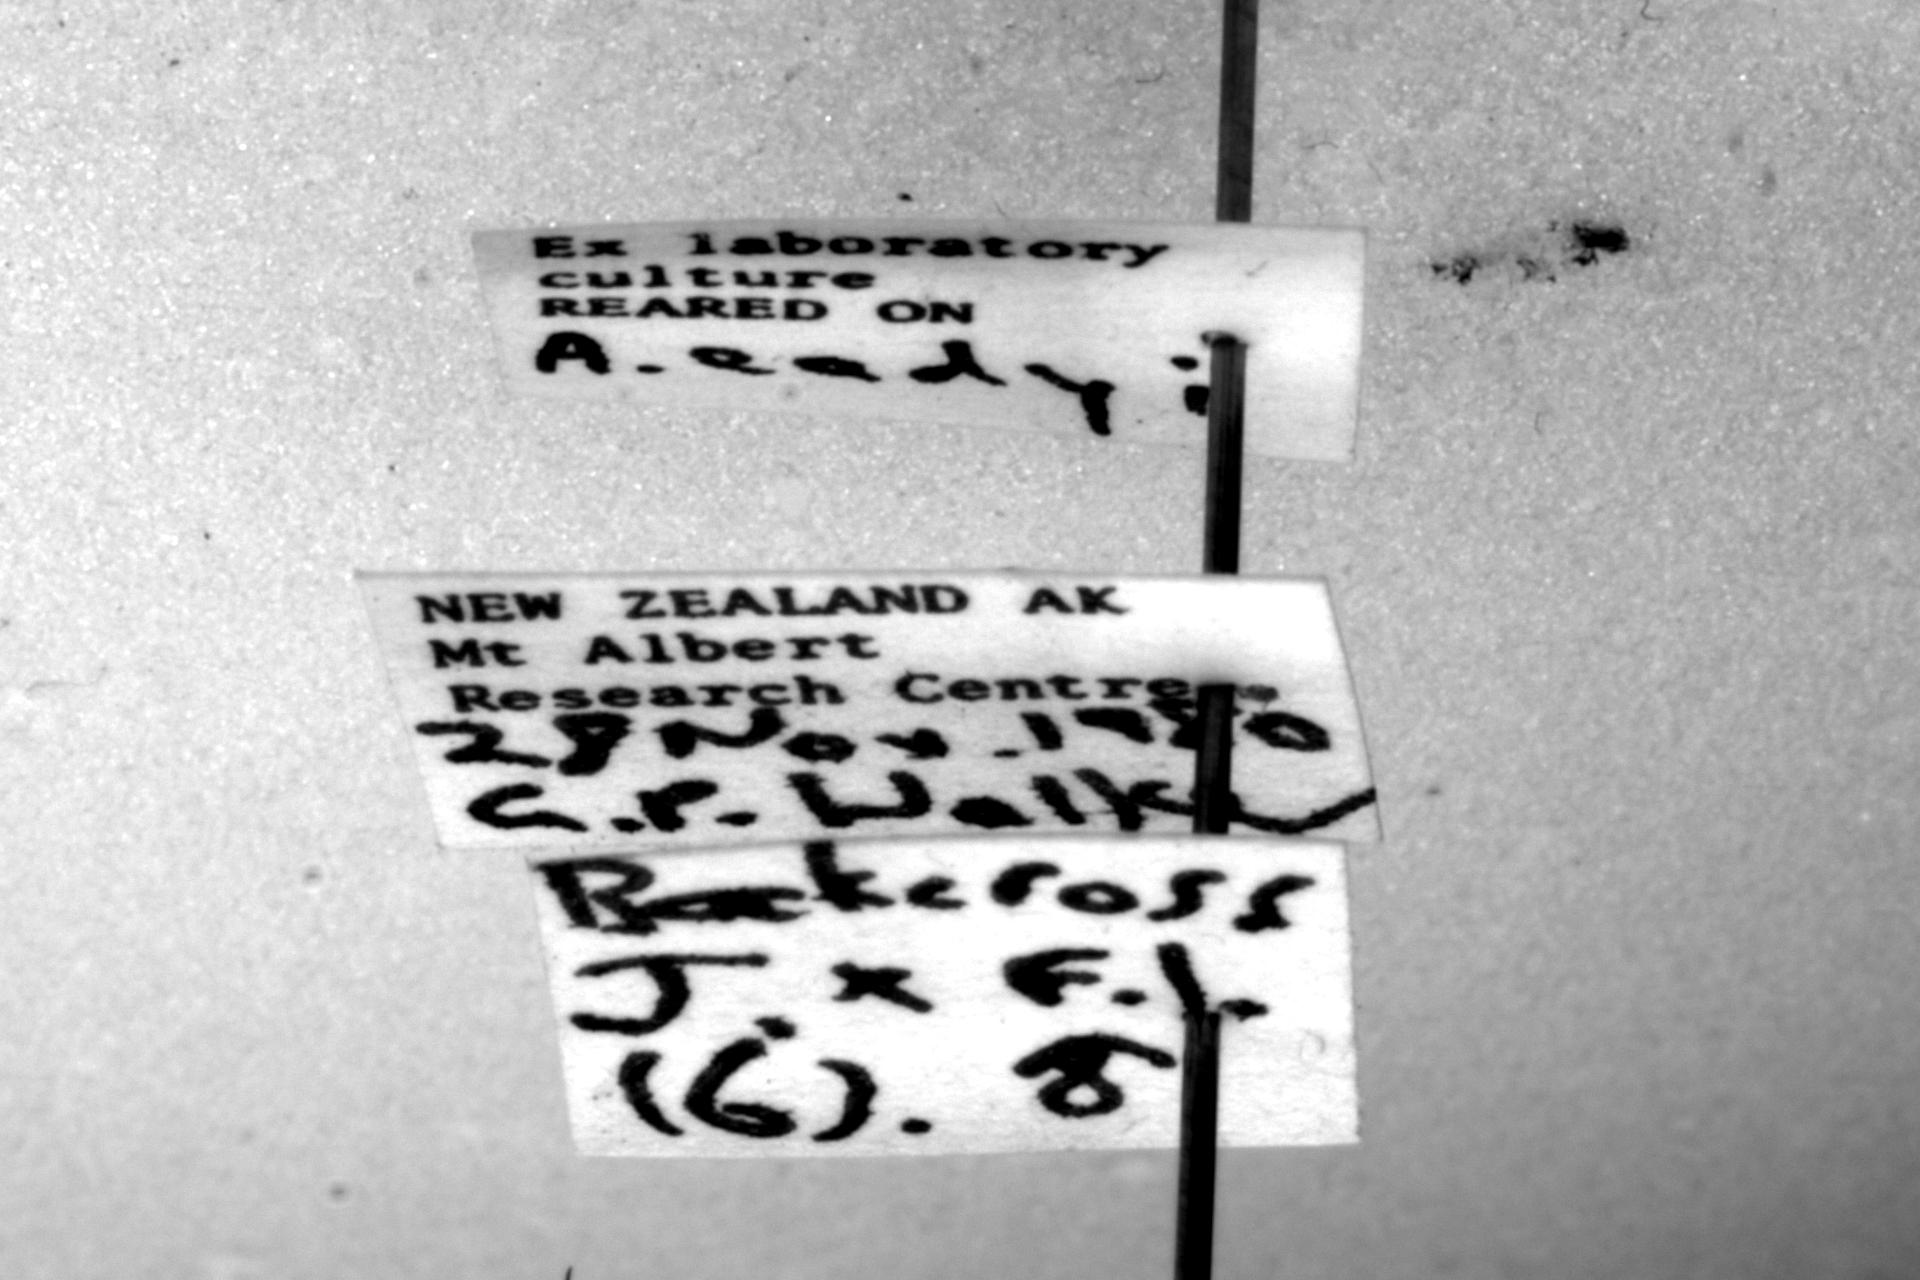 Ex laboratory
culture
REARED ON
A. eadyi
NEW ZEALAND AK
Mt Albert
Research Centre
28 Nov. 1980
G.P. Walker
Backcross
J. x F.1.
(6). ♂